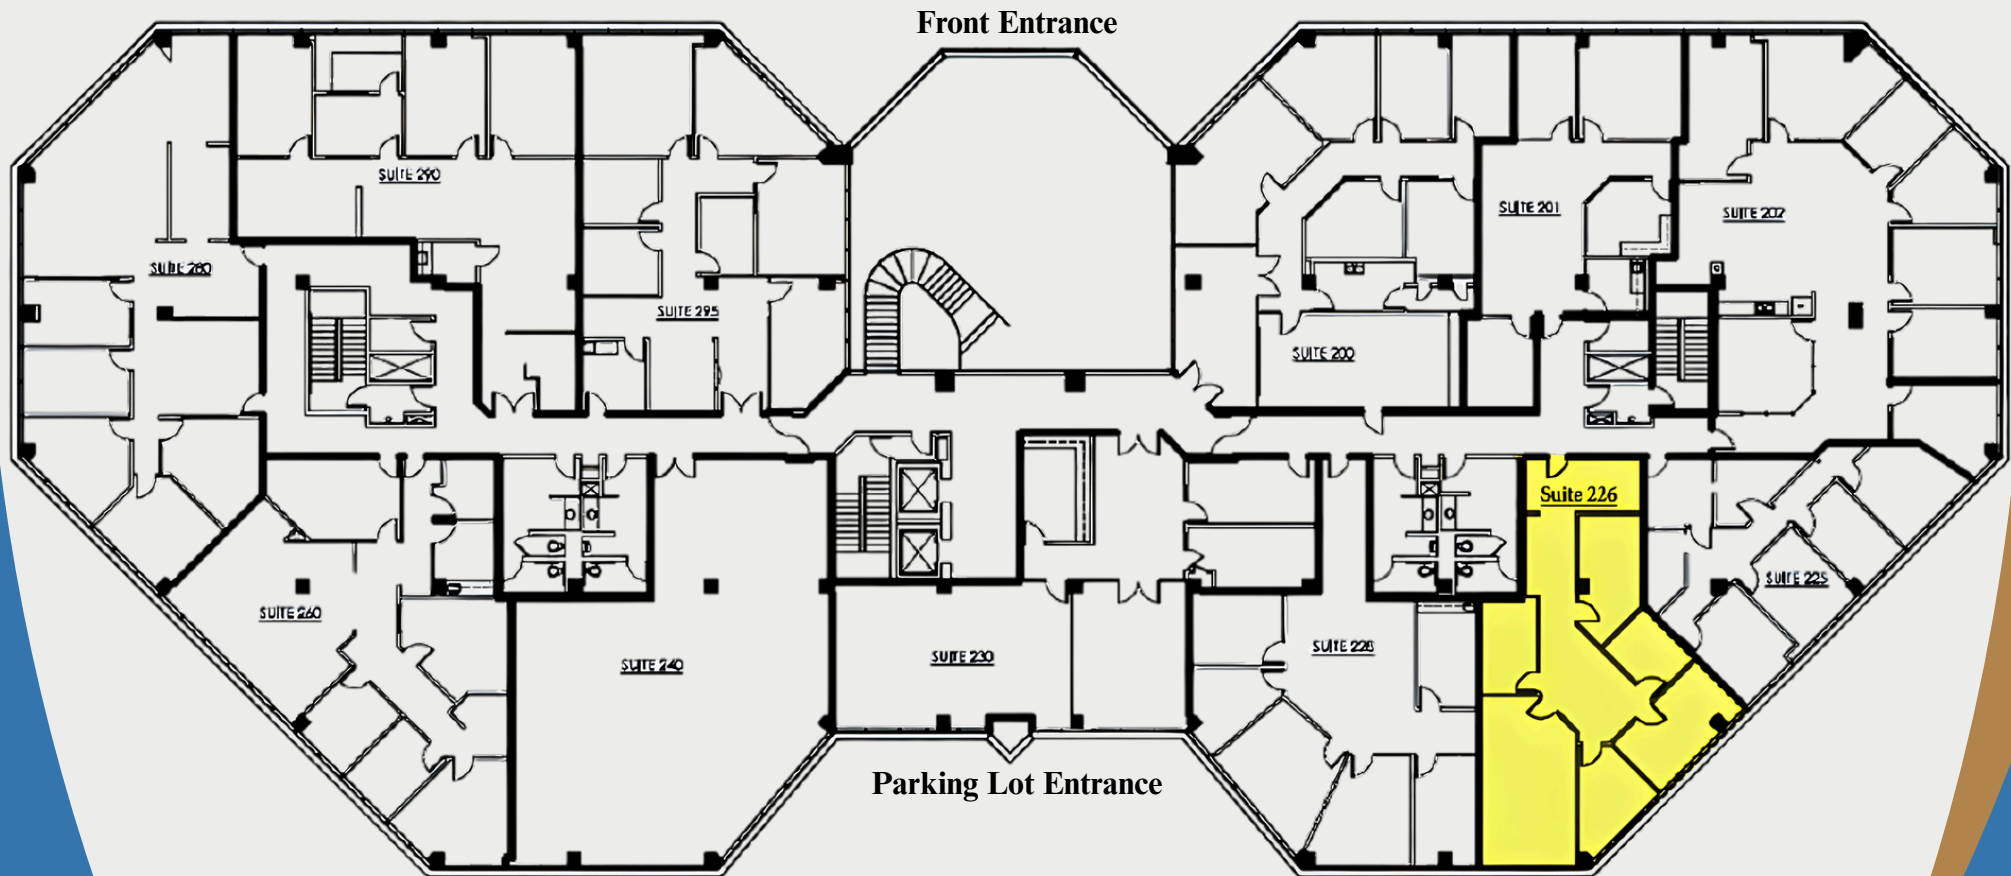 Front Entrance
SUITE 290
SUITE 201
SUITE 202
SUITE 280
SUITE 295
SUITE 200
Suite 226
SUITE 225
SUITE 260
SUITE 240
SUITE 230
SUITE 228
Parking Lot Entrance